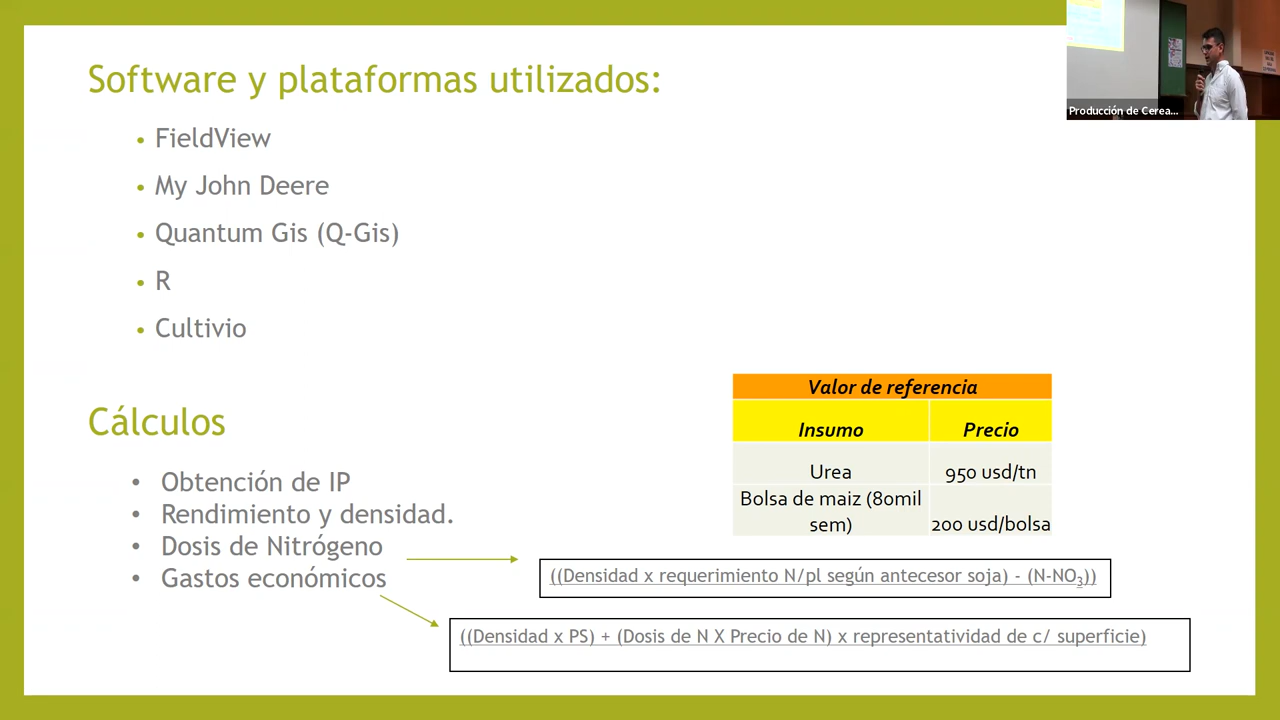 Software y plataformas utilizados:
• FieldView
• My John Deere
• Quantum Gis (Q-Gis)
• R
• Cultivio
Cálculos
• Obtención de IP
• Rendimiento y densidad.
• Dosis de Nitrógeno
• Gastos económicos
Valor de referencia
Insumo Precio
Urea 950 usd/tn
Bolsa de maiz (80mil
sem) 200 usd/bolsa
((Densidad x requerimiento N/pl según antecesor soja) - (N-NO₃))
((Densidad x PS) + (Dosis de N X Precio de N) x representatividad de c/ superficie)
Producción de Cerea...